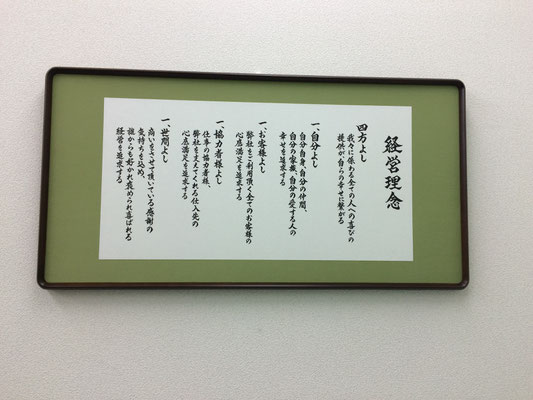 経営理念
四方よし
我々に係わる全ての人への喜びの
提供が自らの幸せに繋がる
一、自分よし
自分自身、自分の仲間、
自分の家族、自分の愛する人の
幸せを追求する
一、お客様よし
弊社をご利用頂く全てのお客様の
心底満足を追求する
一、協力者様よし
仕事の協力者様、
弊社を支えてくれる仕入先の
心底満足を追求する
一、世間よし
商いをさせて頂いている感謝の
気持ちを込め、
誰からも好かれ褒められ喜ばれる
経営を追求する